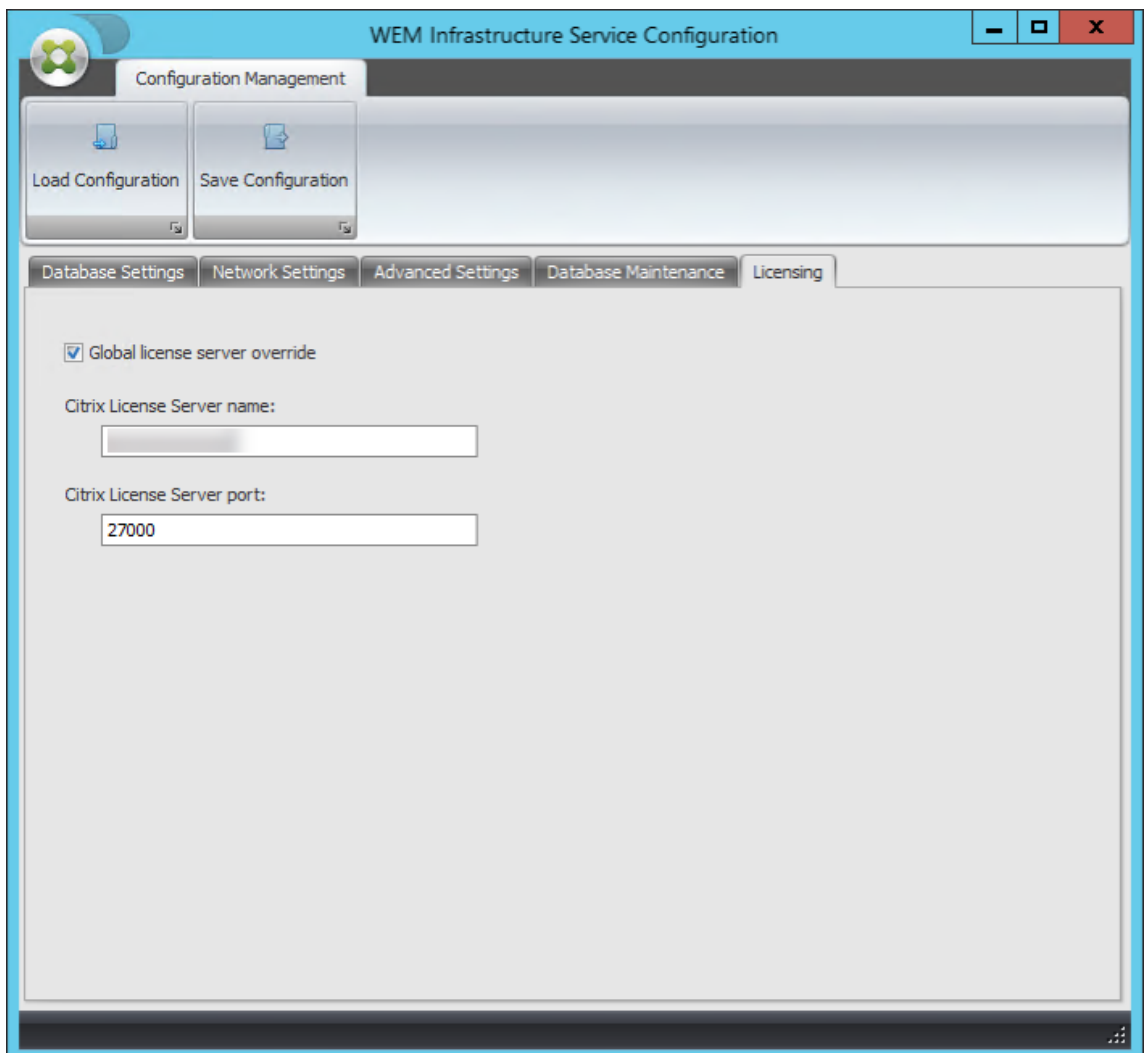 WEM Infrastructure Service Configuration
Configuration Management
Load Configuration Save Configuration
Database Settings Network Settings Advanced Settings Database Maintenance Licensing
Global license server override
Citrix License Server name:
Citrix License Server port:
27000